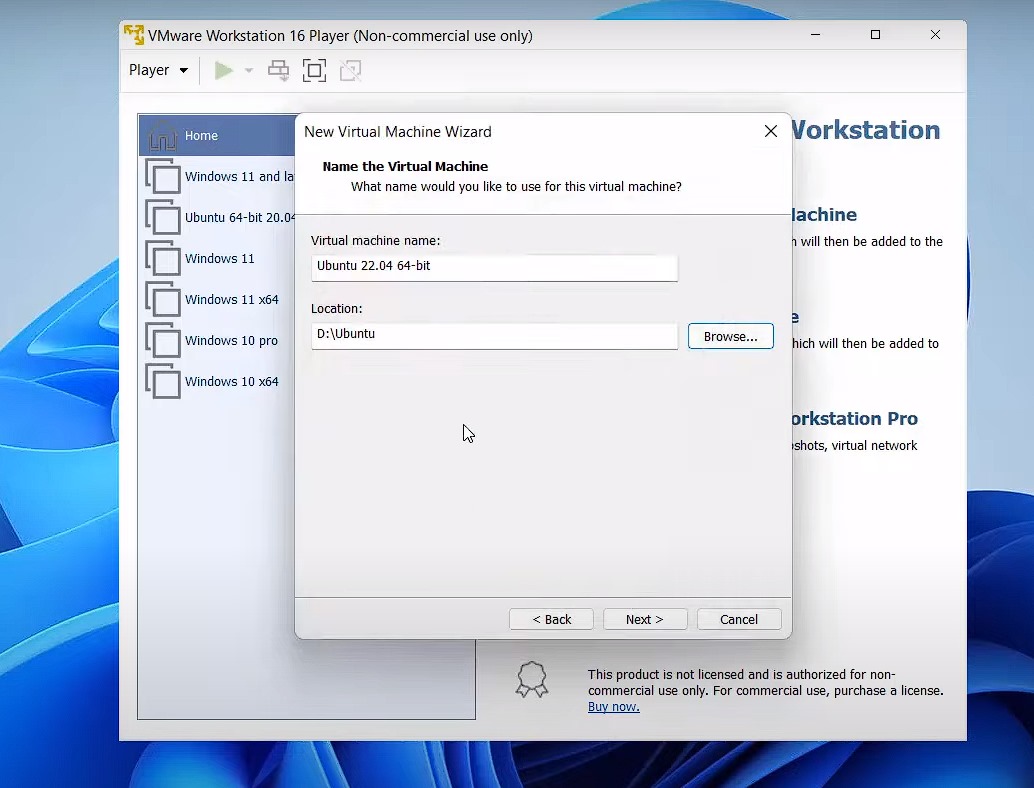 VMware Workstation 16 Player (Non-commercial use only)
Player
Home
Windows 11 and la
Ubuntu 64-bit 20.04
Windows 11
Windows 11 x64
Windows 10 pro
Windows 10 x64
New Virtual Machine Wizard
Name the Virtual Machine
What name would you like to use for this virtual machine?
Virtual machine name:
Ubuntu 22.04 64-bit
Location:
D:\Ubuntu
Browse...
< Back
Next >
Cancel
Workstation
achine
will then be added to the
e
hich will then be added to
orkstation Pro
shots, virtual network
This product is not licensed and is authorized for non-
commercial use only. For commercial use, purchase a license.
Buy now.